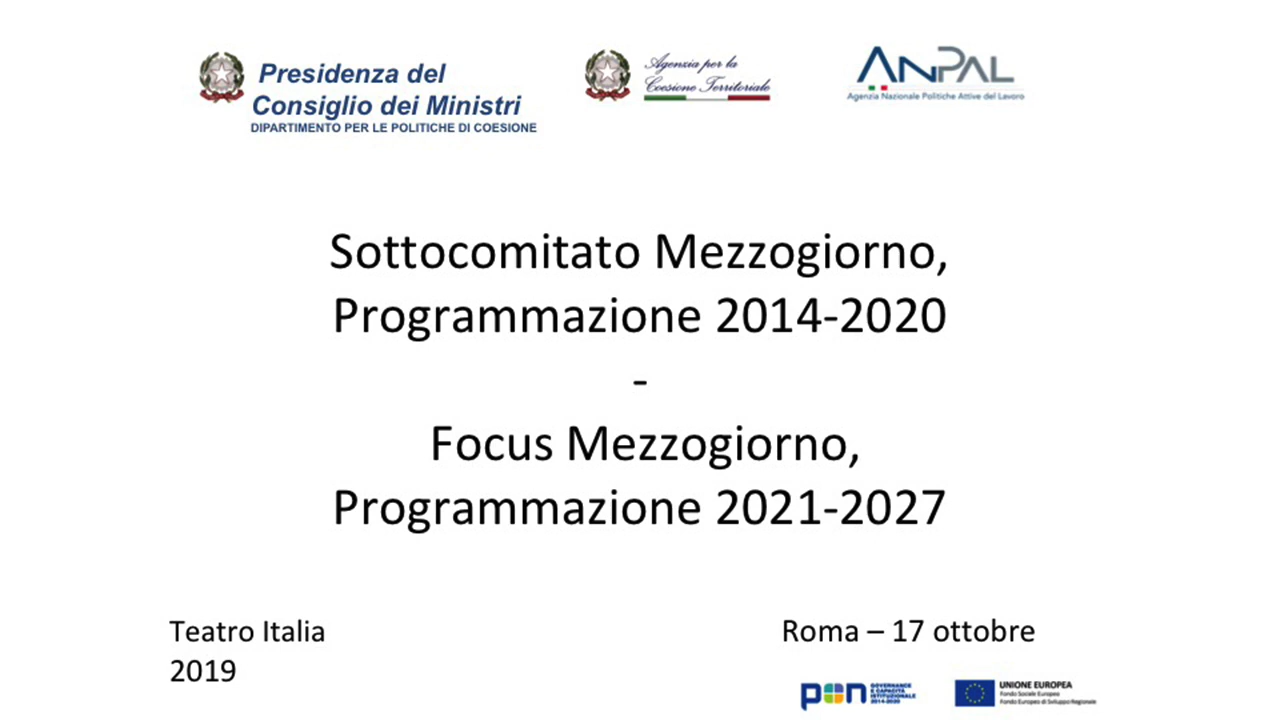 Presidenza del
Consiglio dei Ministri
DIPARTIMENTO PER LE POLITICHE DI COESIONE
Agenzia per la
Coesione Territoriale
ANPAL
Agenzia Nazionale Politiche Attive del Lavoro
Sottocomitato Mezzogiorno,
Programmazione 2014-2020
-
Focus Mezzogiorno,
Programmazione 2021-2027
Teatro Italia
2019
Roma – 17 ottobre
pon
GOVERNANCE
E CAPACITÀ
ISTITUZIONALE
2014-2020
UNIONE EUROPEA
Fondo Sociale Europeo
Fondo Europeo di Sviluppo Regionale